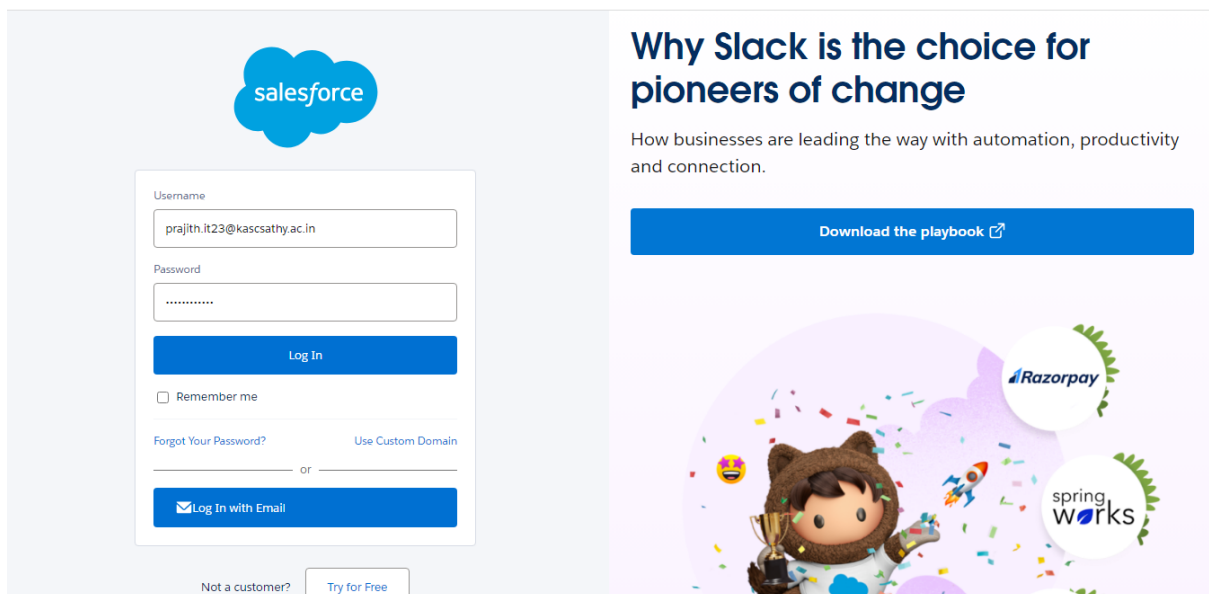 salesforce
Username
prajith.it23@kascsathy.ac.in
Password
............
Log In
Remember me
Forgot Your Password?
Use Custom Domain
or
Log In with Email
Not a customer?
Try for Free
Why Slack is the choice for
pioneers of change
How businesses are leading the way with automation, productivity
and connection.
Download the playbook
Razorpay
spring
works